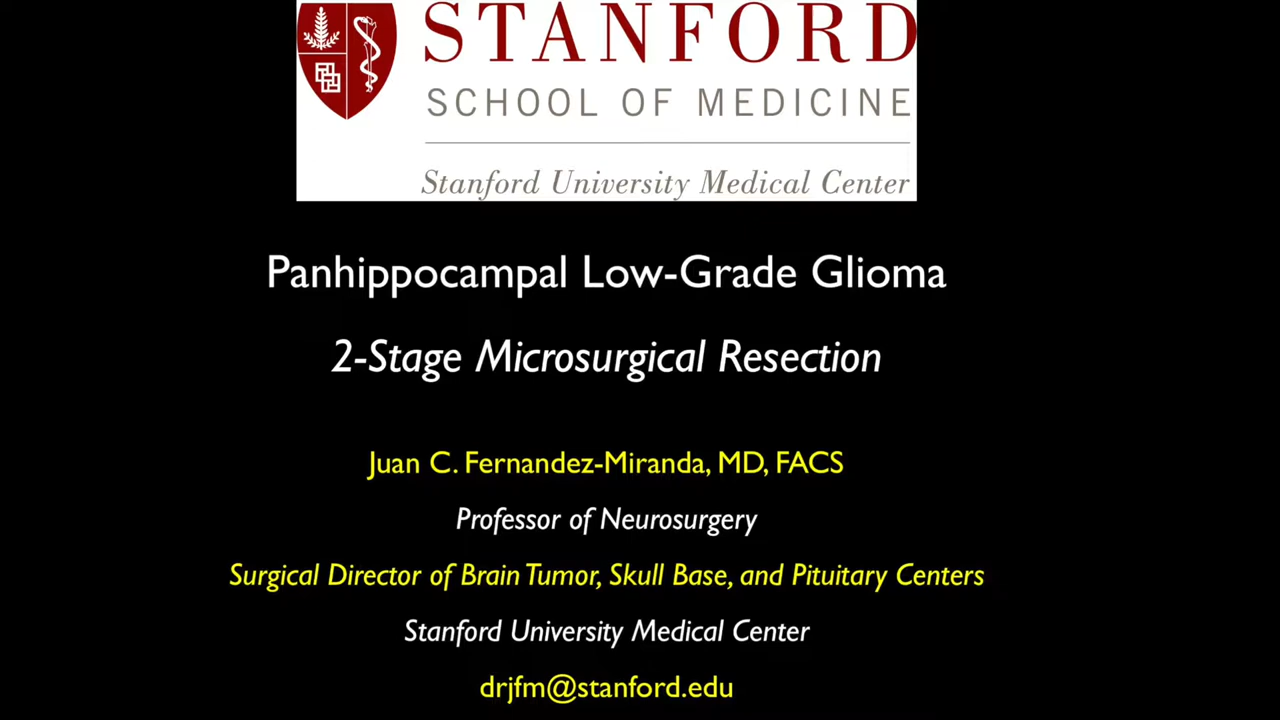 STANFORD
SCHOOL OF MEDICINE
Stanford University Medical Center
Panhippocampal Low-Grade Glioma
2-Stage Microsurgical Resection
Juan C. Fernandez-Miranda, MD, FACS
Professor of Neurosurgery
Surgical Director of Brain Tumor, Skull Base, and Pituitary Centers
Stanford University Medical Center
drjfm@stanford.edu